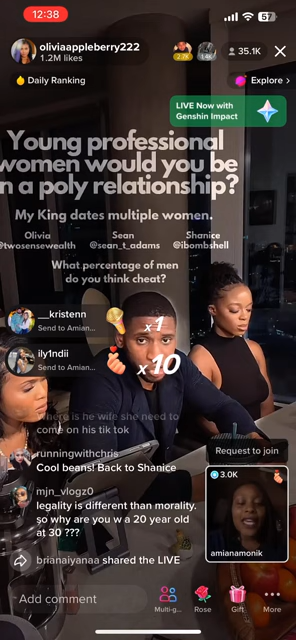 12:38
57
oliviaappleberry222
1.2M likes
2.7K
1.4K
35.1K
Daily Ranking
Explore >
LIVE Now with
Genshin Impact
Young professional
women would you be
n a poly relationship?
My King dates multiple women.
Olivia Sean Shanice
@twosensewealth @sean_t_adams @ibombshell
What percentage of men
do you think cheat?
__kristenn
Send to Amian...
x1
ily1ndii
Send to Amian...
x10
where is he wife she need to
come on his tik tok
runningwithchris
Cool beans! Back to Shanice
mjn_vlogz0
legality is different than morality.
so why are you w a 20 year old
at 30 ???
brianaiyanaa shared the LIVE
Request to join
3.0K
amianamonik
Add comment
Multi-g...
Rose
Gift
More